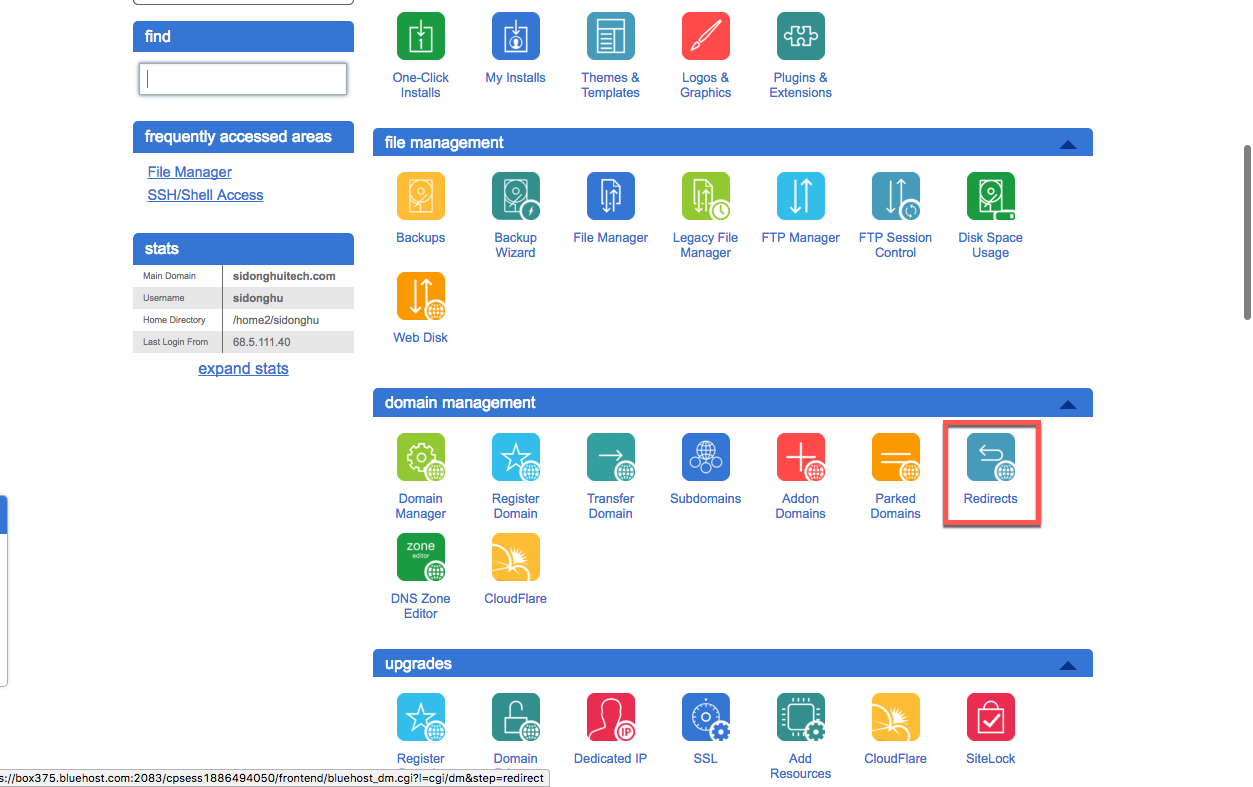 find
One-Click
Installs
My Installs
Themes &
Templates
Logos &
Graphics
Plugins &
Extensions
frequently accessed areas
File Manager
SSH/Shell Access
stats
Main Domain sidonghuitech.com
Username sidonghu
Home Directory /home2/sidonghu
Last Login From 68.5.111.40
expand stats
file management
Backups
Backup
Wizard
File Manager
Legacy File
Manager
FTP Manager
FTP Session
Control
Disk Space
Usage
Web Disk
domain management
Domain
Manager
Register
Domain
Transfer
Domain
Subdomains
Addon
Domains
Parked
Domains
Redirects
zone
editor
DNS Zone
Editor
CloudFlare
upgrades
Register
Domain
IP
Dedicated IP
SSL
Add
Resources
CloudFlare
SiteLock
s://box375.bluehost.com:2083/cpsess1886494050/frontend/bluehost_dm.cgi?l=cgi/dm&step=redirect